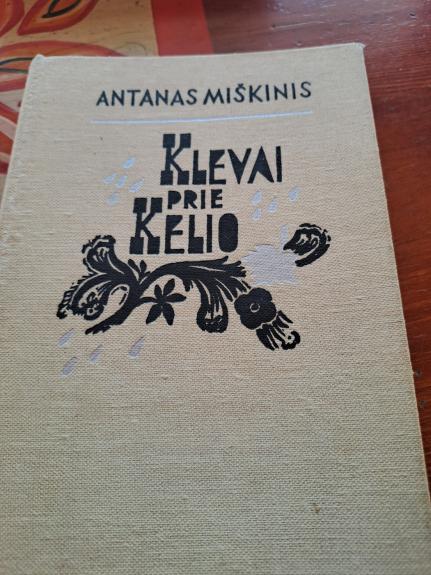 ANTANAS MIŠKINIS
KLEVAI
PRIE
KELIO